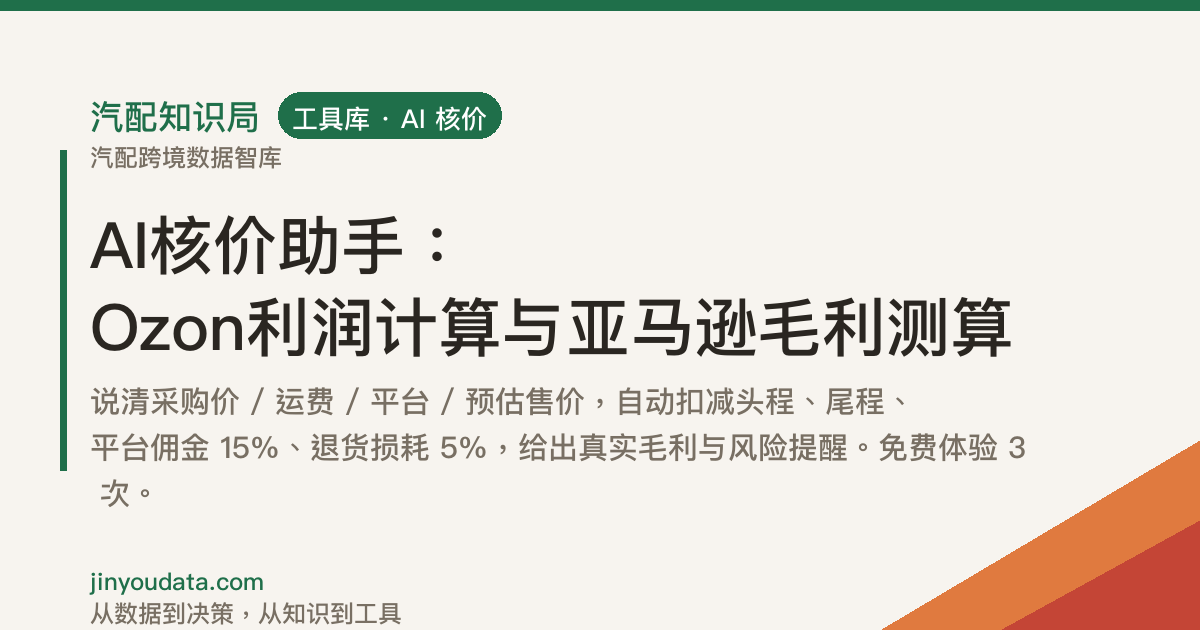 汽配知识局 工具库 · AI 核价
汽配跨境数据智库
AI核价助手：
Ozon利润计算与亚马逊毛利测算
说清采购价 / 运费 / 平台 / 预估售价，自动扣减头程、尾程、
平台佣金 15%、退货损耗 5%，给出真实毛利与风险提醒。免费体验 3
次。
jinyoudata.com
从数据到决策，从知识到工具